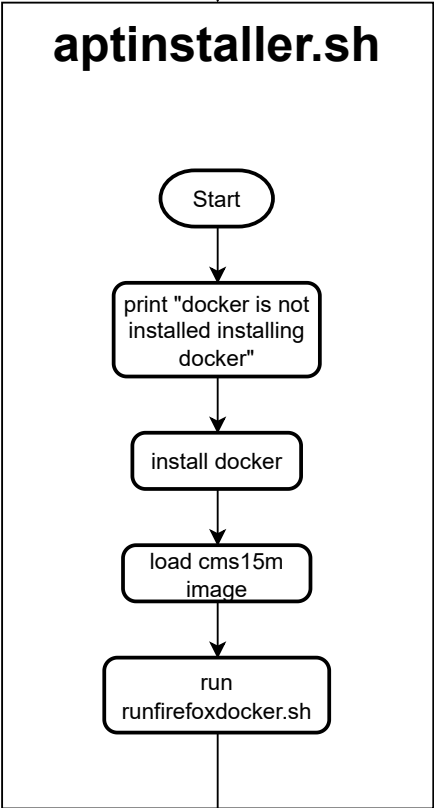 aptinstaller.sh
Start
print "docker is not
installed installing
docker"
install docker
load cms15m
image
run
runfirefoxdocker.sh